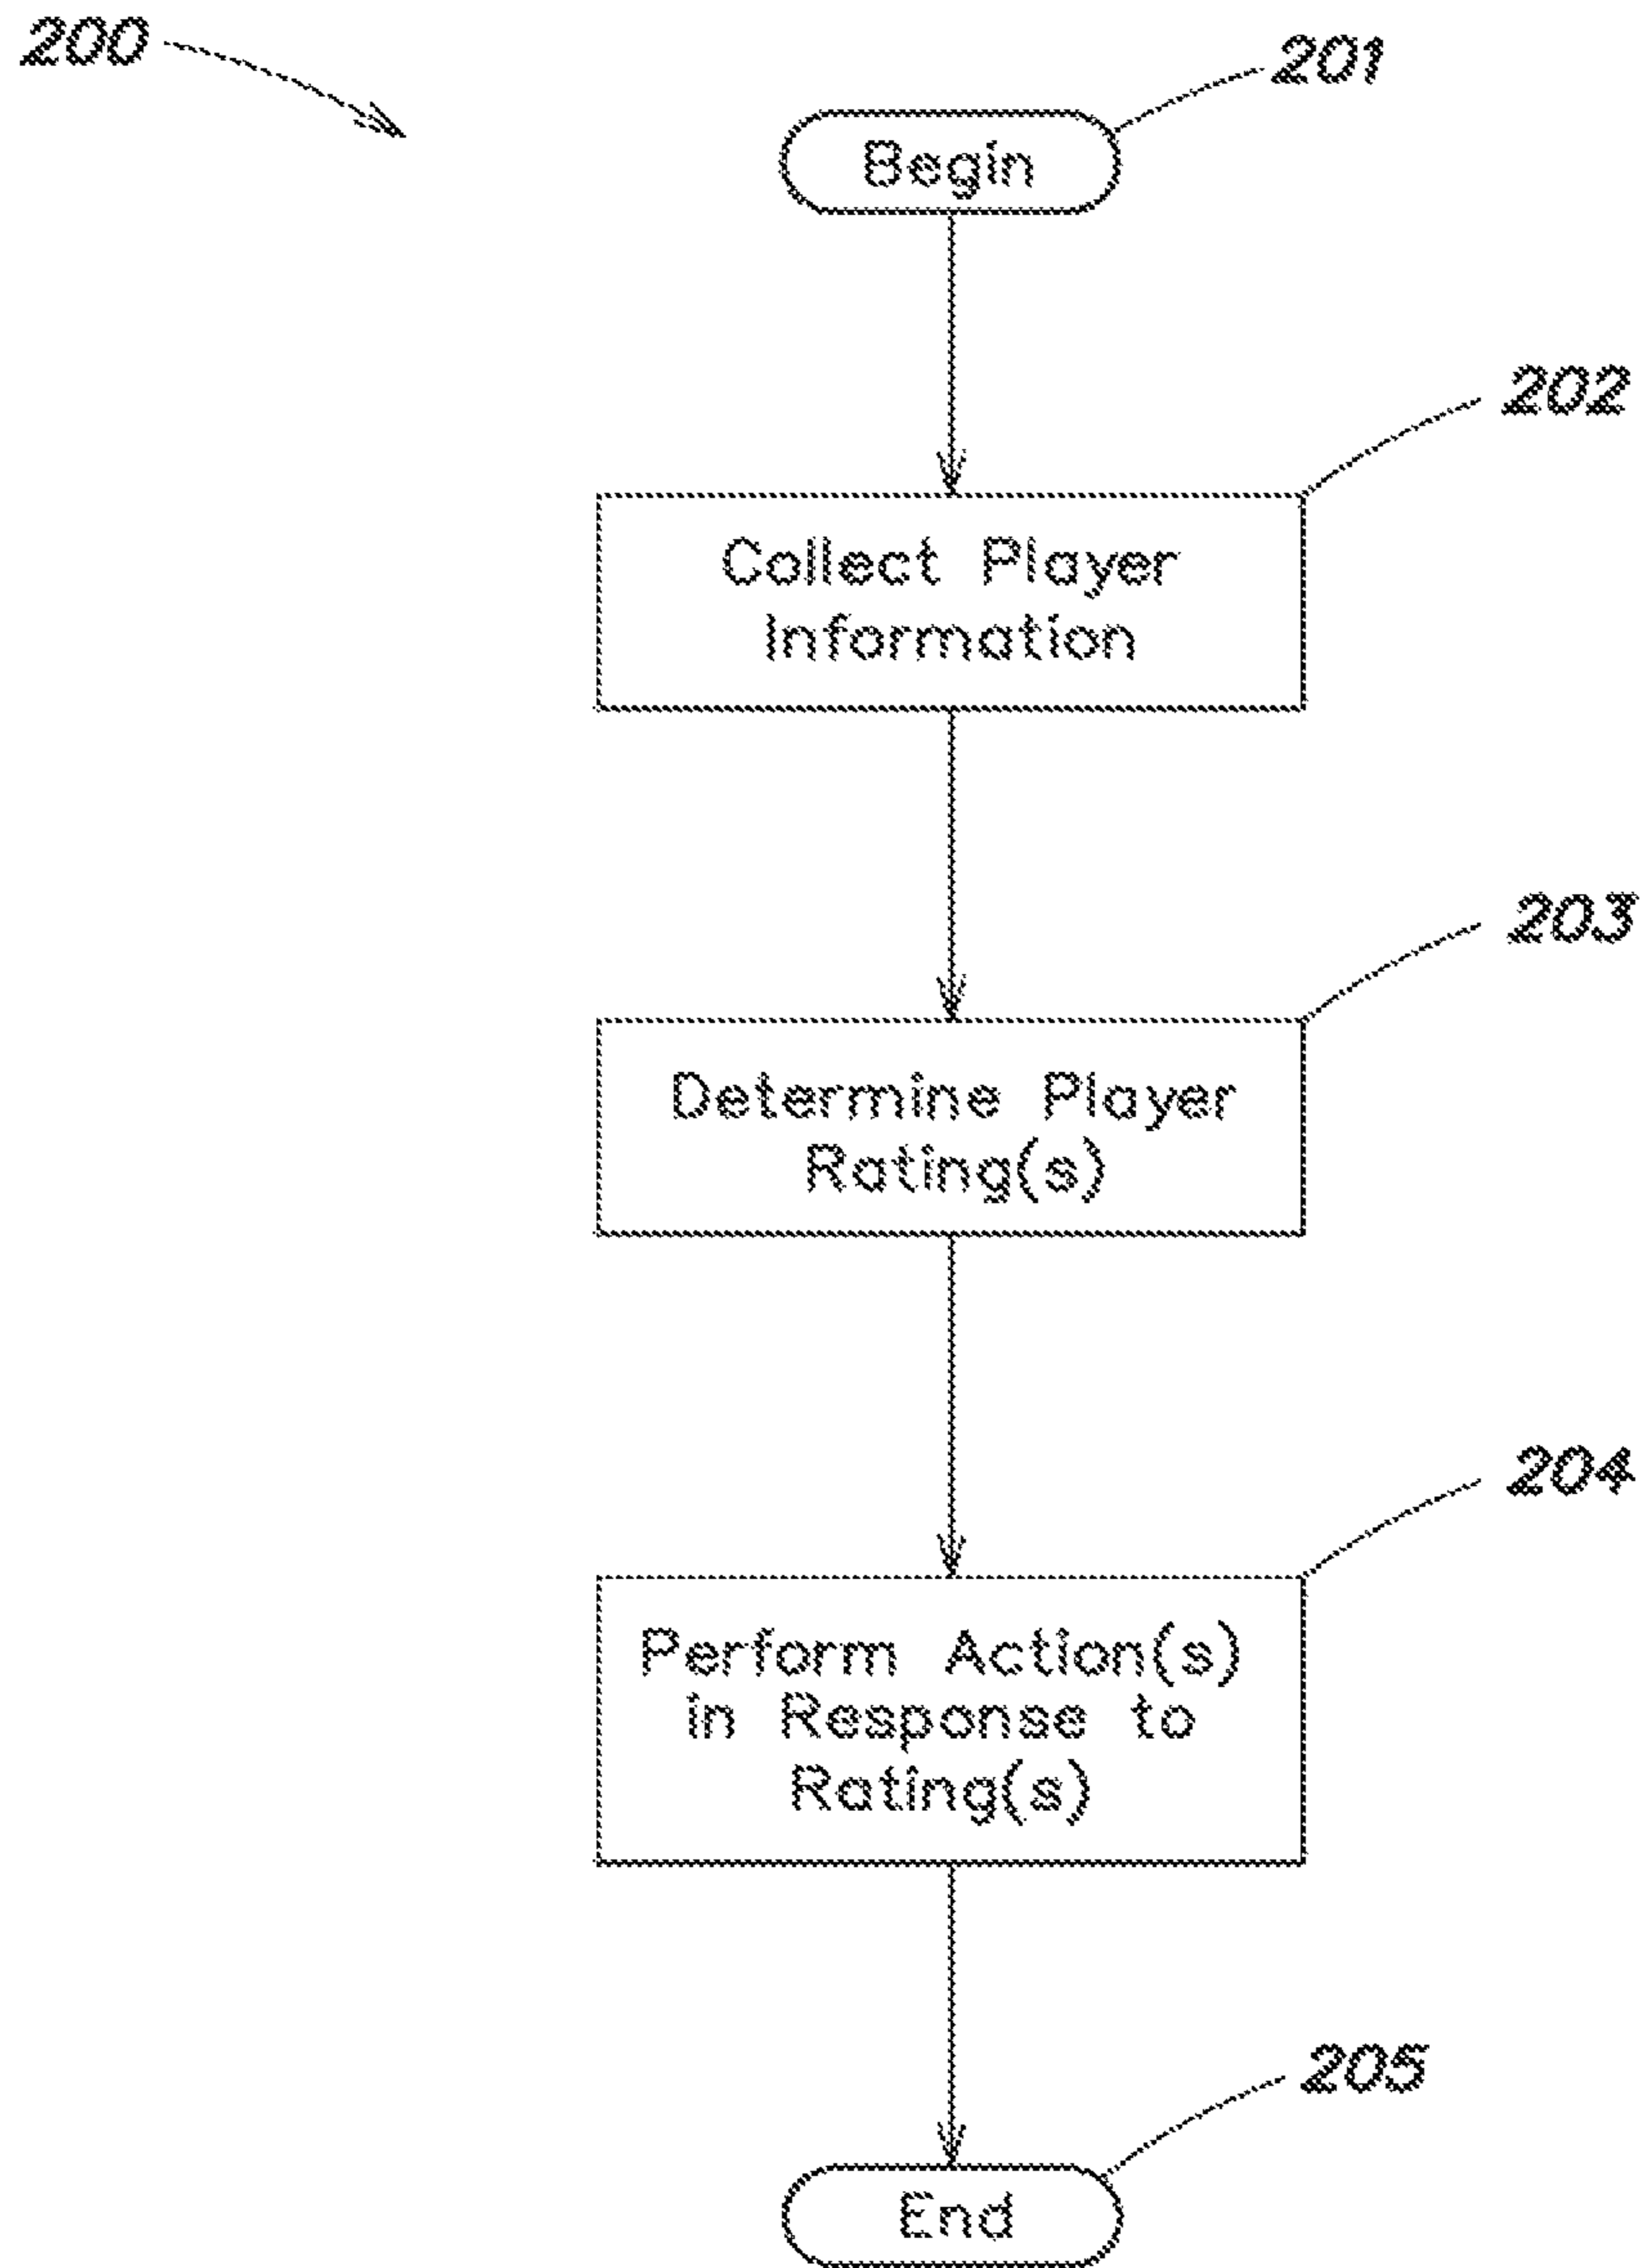 200
201
Begin
202
Collect Player
Information
203
Determine Player
Rating(s)
204
Perform Action(s)
in Response to
Rating(s)
205
End